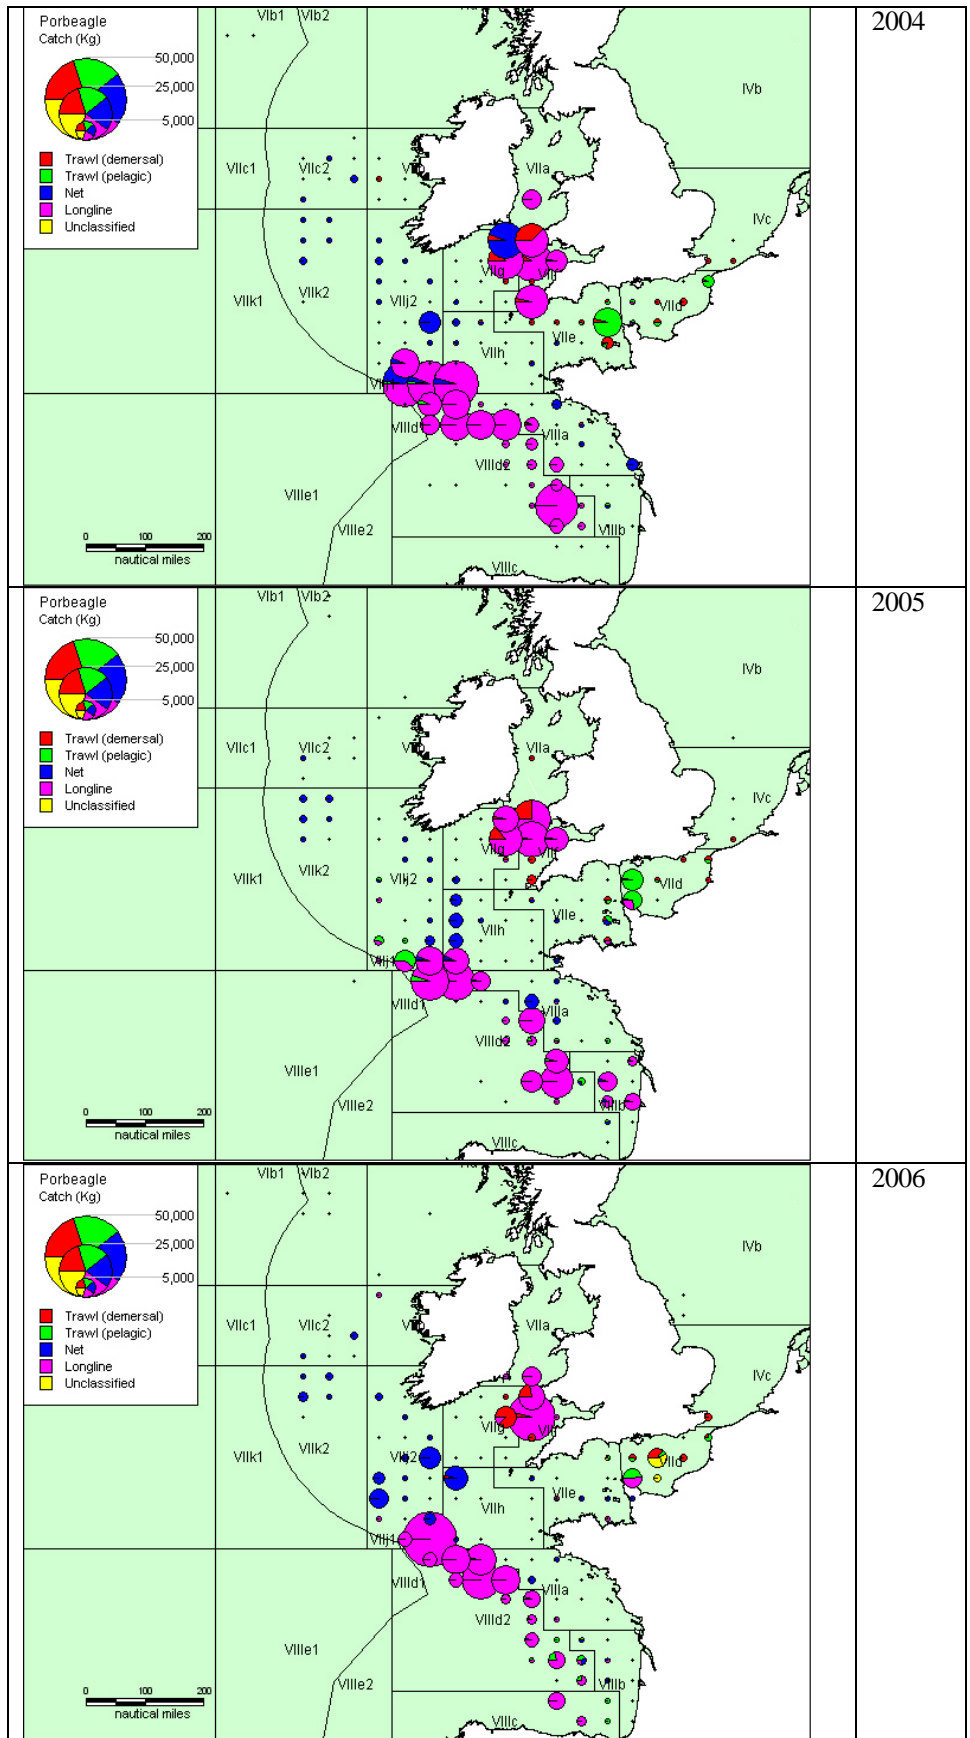 Porbeagle
Catch (Kg)
50,000
25,000
5,000
Trawl (demersal)
Trawl (pelagic)
Net
Longline
Unclassified
VIb1 VIb2
IVb
VIIc1 VIIc2 VIIa
IVc
VIIk1 VIIk2 VIIj2 VIIg
VIId
VIIe
VIIh
VIIId VIIIa
VIIId2
VIIIe1
VIIIe2 VIIIb
VIIIc
0 100 200
nautical miles
2004
Porbeagle
Catch (Kg)
50,000
25,000
5,000
Trawl (demersal)
Trawl (pelagic)
Net
Longline
Unclassified
VIb1 VIb2
IVb
VIIc1 VIIc2 VIIa
IVc
VIIg
VIIk1 VIIk2 VIIj2 VIId
VIIe
VIIh
VIIj1
VIIId1 VIIIa
VIIId2
VIIIe1
VIIIe2 VIIIb
VIIIc
0 100 200
nautical miles
2005
Porbeagle
Catch (Kg)
50,000
25,000
5,000
Trawl (demersal)
Trawl (pelagic)
Net
Longline
Unclassified
VIb1 VIb2
IVb
VIIc1 VIIc2 VIIa
IVc
VIIg
VIIk1 VIIk2 VIIj2 VIId
VIIe
VIIh
VIIj1
VIIId1 VIIIa
VIIId2
VIIIe1
VIIIe2 VIIIb
VIIIc
0 100 200
nautical miles
2006